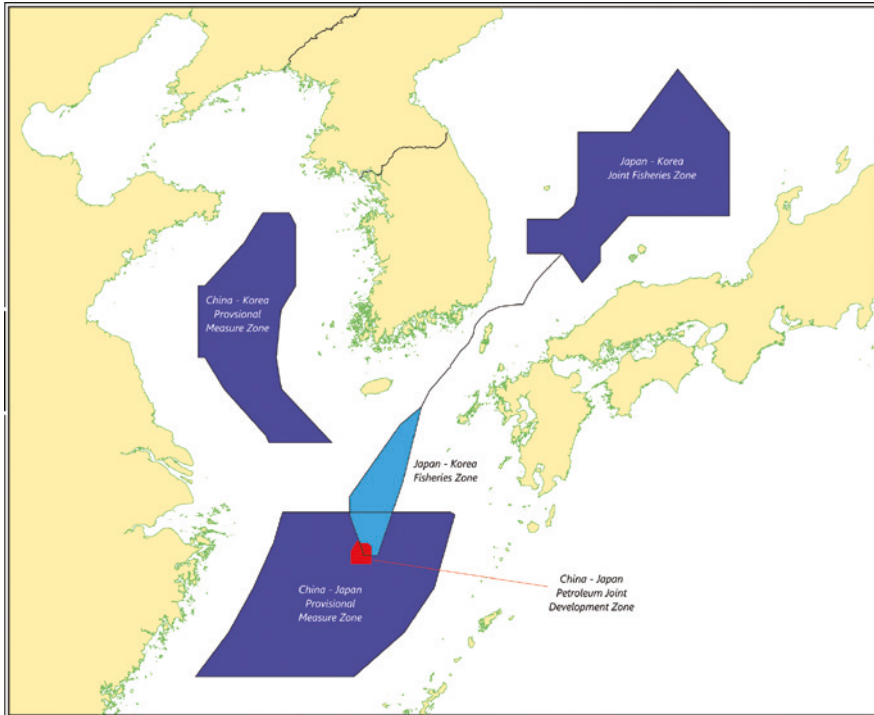 Japan - Korea
Joint Fisheries Zone
China - Korea
Provsional
Measure Zone
Japan - Korea
Fisheries Zone
China - Japan
Provisional
Measure Zone
China - Japan
Petroleum Joint
Development Zone